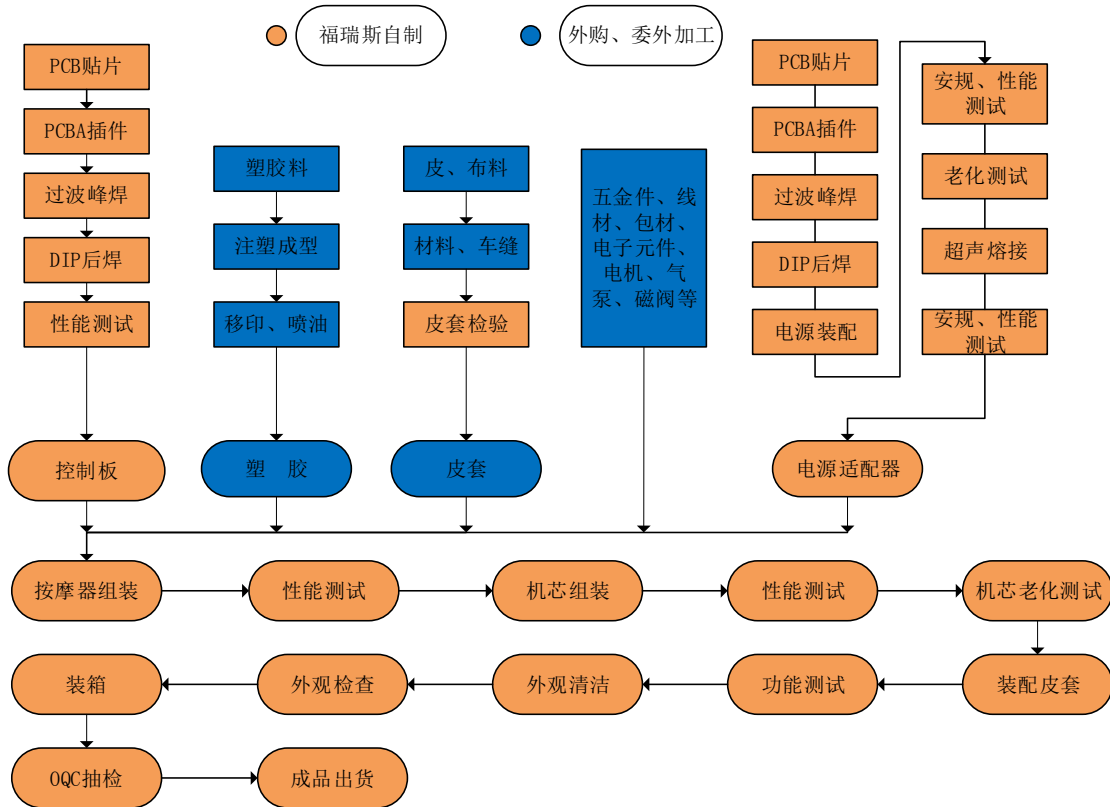 福瑞斯自制
外购、委外加工
PCB贴片
PCBA插件
过波峰焊
DIP后焊
性能测试
控制板
塑胶料
注塑成型
移印、喷油
塑 胶
皮、布料
材料、车缝
皮套检验
皮套
五金件、线
材、包材、
电子元件、
电机、气
泵、磁阀等
PCB贴片
PCBA插件
过波峰焊
DIP后焊
电源装配
安规、性能
测试
老化测试
超声熔接
安规、性能
测试
电源适配器
按摩器组装
性能测试
机芯组装
性能测试
机芯老化测试
装配皮套
功能测试
外观清洁
外观检查
装箱
OQC抽检
成品出货